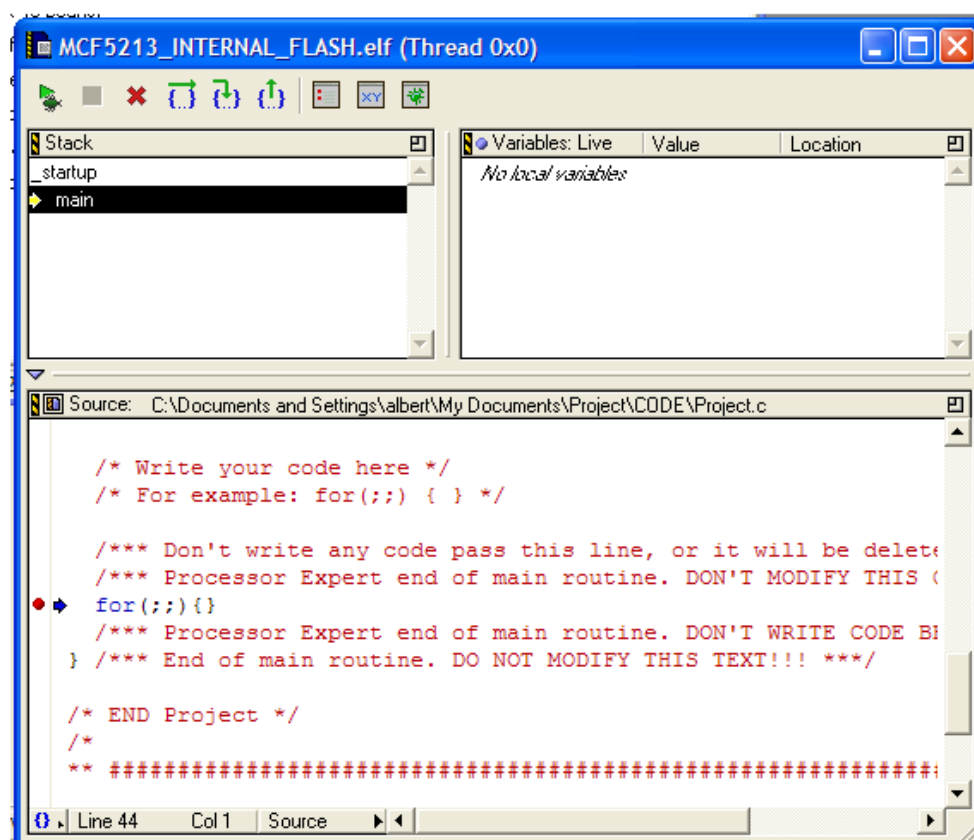 MCF5213_INTERNAL_FLASH.elf (Thread 0x0)
Stack
Variables: Live Value Location
_startup
main
No local variables
Source: C:\Documents and Settings\albert\My Documents\Project\CODE\Project.c
/* Write your code here */
/* For example: for(;;) { } */
/*** Don't write any code pass this line, or it will be delete
/*** Processor Expert end of main routine. DON'T MODIFY THIS
for(;;){}
/*** Processor Expert end of main routine. DON'T WRITE CODE
} /*** End of main routine. DO NOT MODIFY THIS TEXT!!! ***/
/* END Project */
/*
** ################################################################
Line 44 Col 1 Source